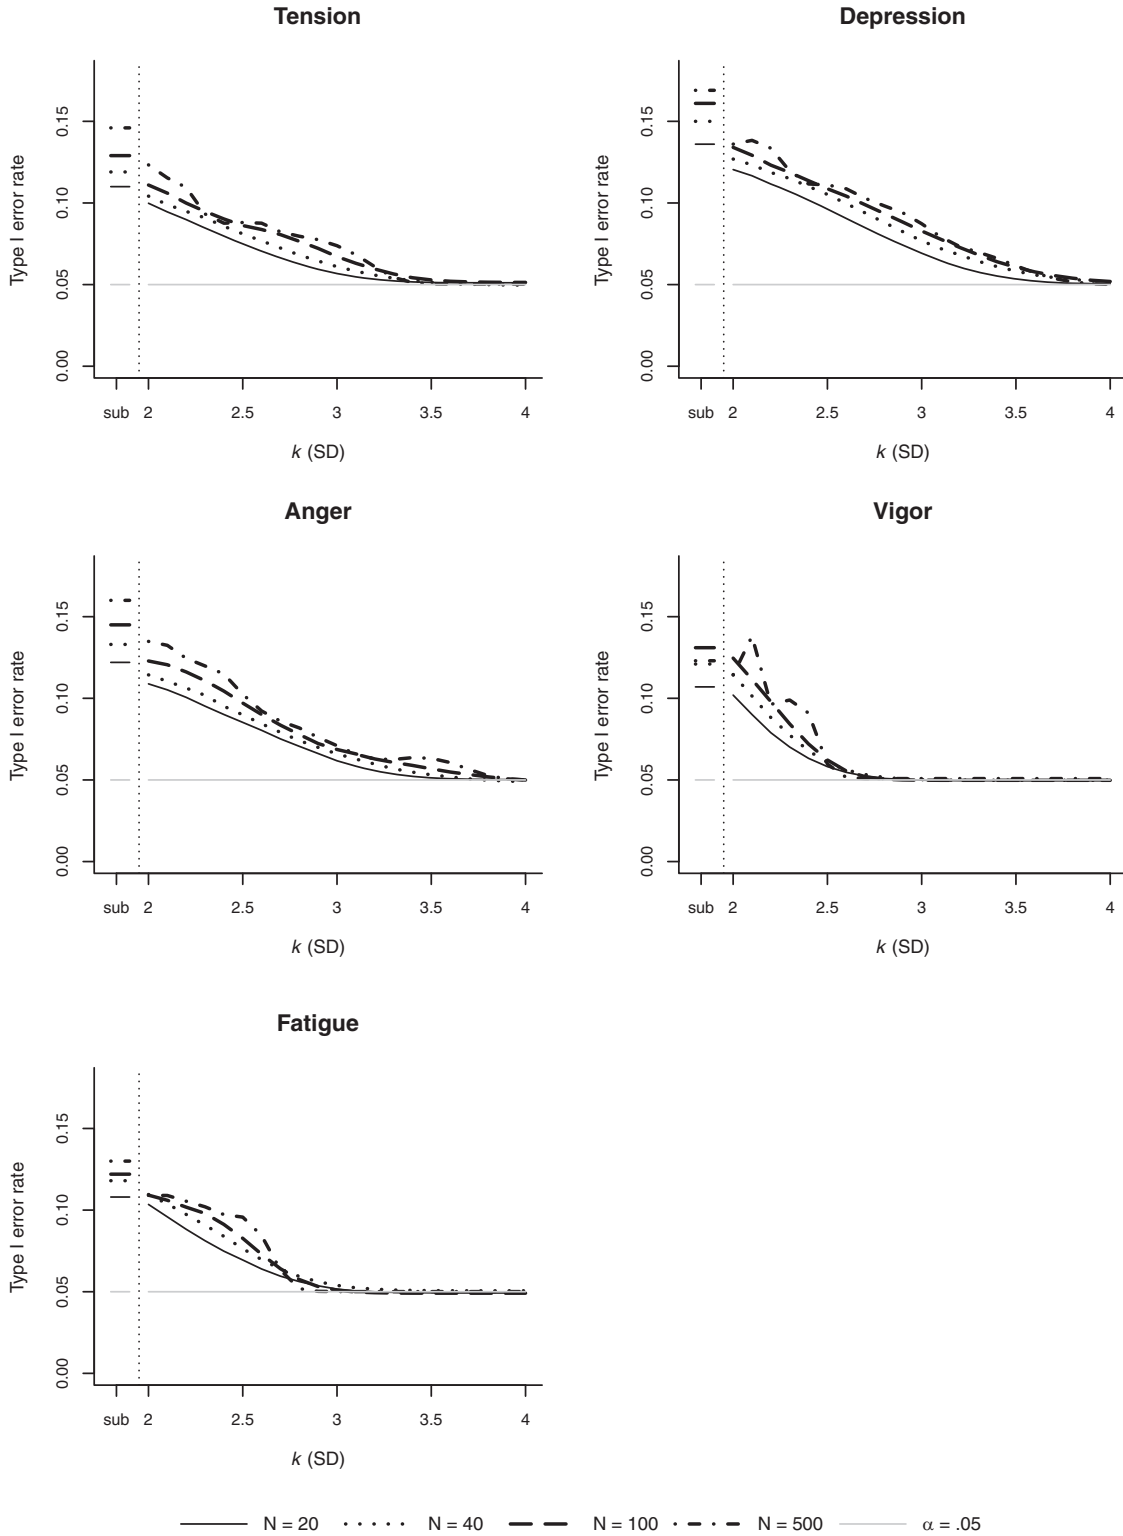 Tension
Type I error rate
0.15
0.10
0.05
0.00
sub 2 2.5 3 3.5 4
k (SD)
Depression
Type I error rate
0.15
0.10
0.05
0.00
sub 2 2.5 3 3.5 4
k (SD)
Anger
Type I error rate
0.15
0.10
0.05
0.00
sub 2 2.5 3 3.5 4
k (SD)
Vigor
Type I error rate
0.15
0.10
0.05
0.00
sub 2 2.5 3 3.5 4
k (SD)
Fatigue
Type I error rate
0.15
0.10
0.05
0.00
sub 2 2.5 3 3.5 4
k (SD)
N = 20 N = 40 N = 100 N = 500 α = .05